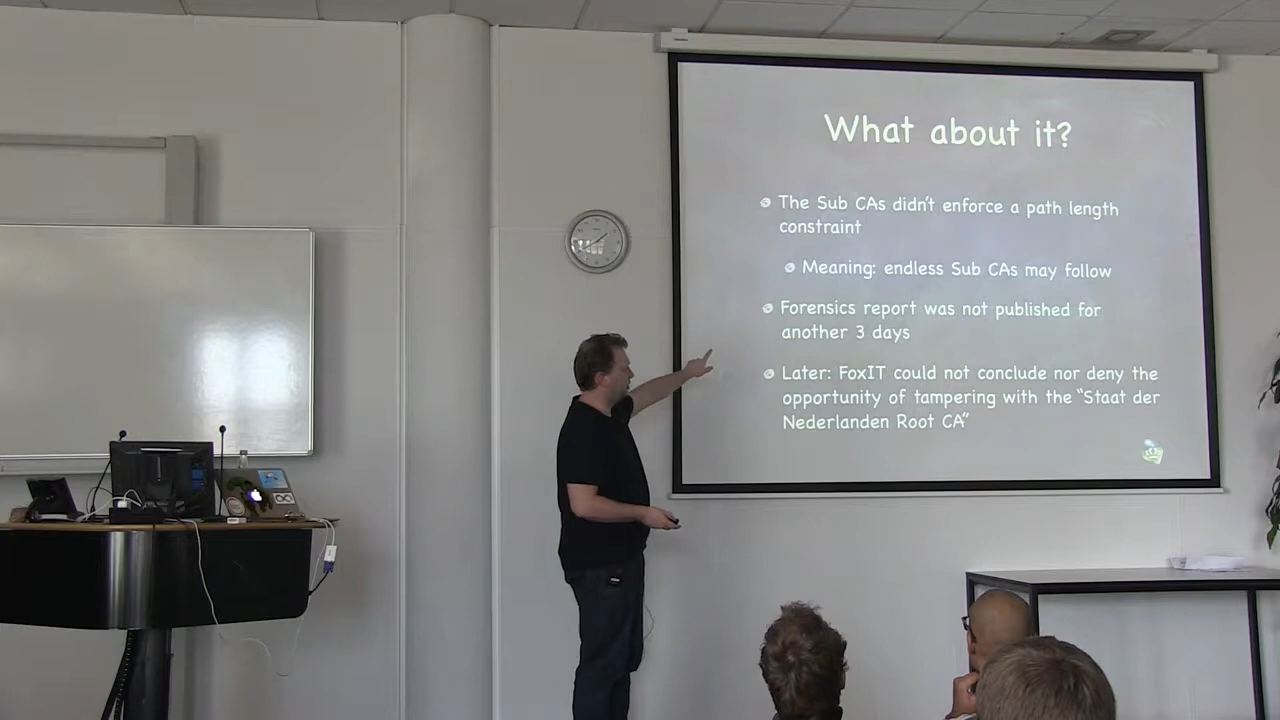 What about it?
The Sub CAs didn't enforce a path length
constraint
Meaning: endless Sub CAs may follow
Forensics report was not published for
another 3 days
Later: FoxIT could not conclude nor deny the
opportunity of tampering with the "Staat der
Nederlanden Root CA"